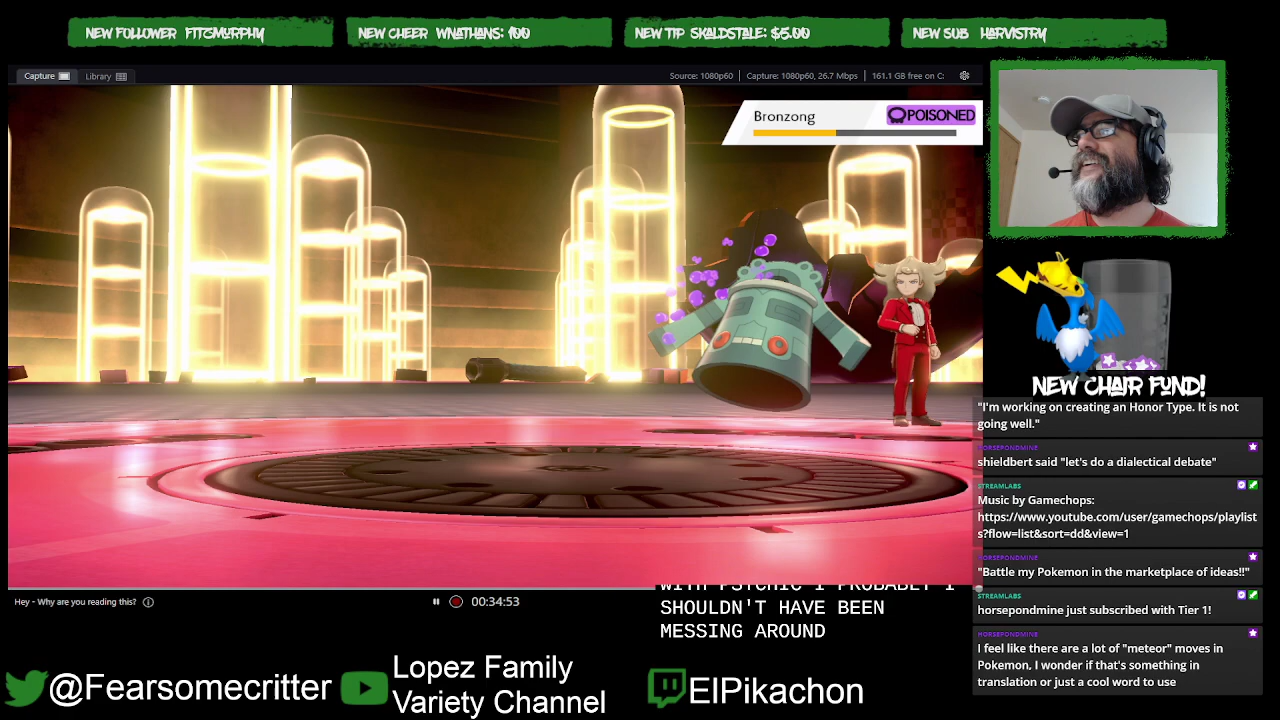 NEW FOLLOWER FITZMURPHY
NEW CHEER WNATHANS: 100
NEW TIP SKALDSTALE: $5.00
NEW SUB HARVISTRY
Capture
Library
Source: 1080p60
Capture: 1080p60, 26.7 Mbps
161.1 GB free on C:
Bronzong
POISONED
NEW CHAIR FUND!
"I'm working on creating an Honor Type. It is not
going well."
HORSEPONDMINE
shieldbert said "let's do a dialectical debate"
STREAMLABS
Music by Gamechops:
https://www.youtube.com/user/gamechops/playlist
s?flow=list&sort=dd&view=1
HORSEPONDMINE
"Battle my Pokemon in the marketplace of ideas!!"
STREAMLABS
horsepondmine just subscribed with Tier 1!
HORSEPONDMINE
I feel like there are a lot of "meteor" moves in
Pokemon, I wonder if that's something in
translation or just a cool word to use
Hey - Why are you reading this?
00:34:53
WITH PSYCHIC I PROBABLY I
SHOULDN'T HAVE BEEN
MESSING AROUND
@Fearsomecritter
Lopez Family
Variety Channel
ElPikachon